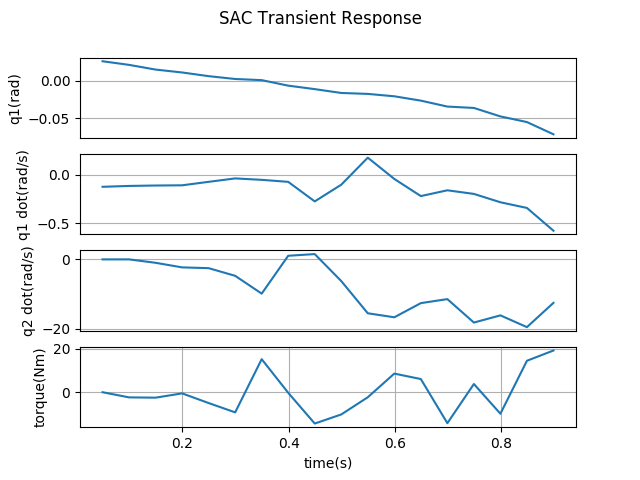 SAC Transient Response
q1(rad)
0.00
−0.05
q1 dot(rad/s)
0.0
−0.5
q2 dot(rad/s)
0
−20
torque(Nm)
20
0
0.2 0.4 0.6 0.8
time(s)